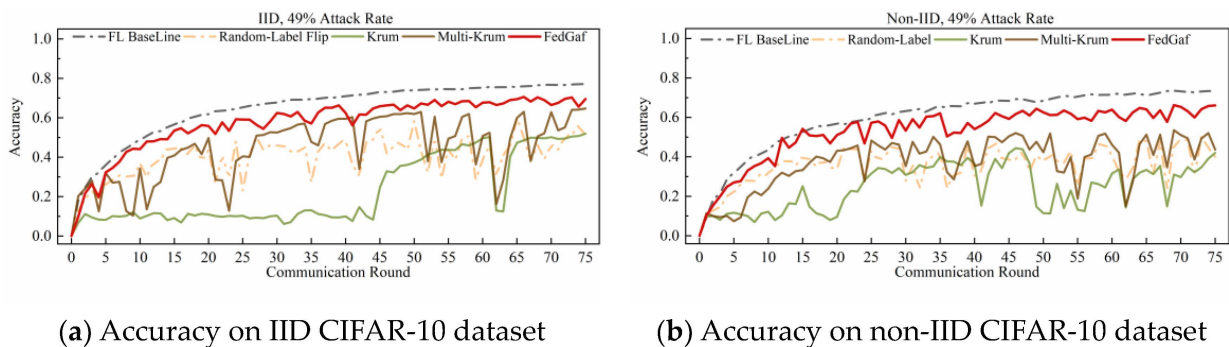 IID, 49% Attack Rate
FL BaseLine Random-Label Flip Krum Multi-Krum FedGaf
1.0
0.8
0.6
0.4
0.2
0.0
Accuracy
0 5 10 15 20 25 30 35 40 45 50 55 60 65 70 75
Communication Round
(a) Accuracy on IID CIFAR-10 dataset
Non-IID, 49% Attack Rate
FL BaseLine Random-Label Krum Multi-Krum FedGaf
1.0
0.8
0.6
0.4
0.2
0.0
Accuracy
0 5 10 15 20 25 30 35 40 45 50 55 60 65 70 75
Communication Round
(b) Accuracy on non-IID CIFAR-10 dataset